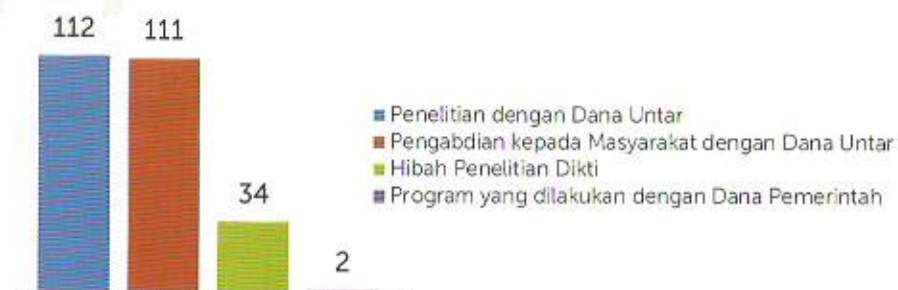 112 111
Penelitian dengan Dana Untar
Pengabdian kepada Masyarakat dengan Dana Untar
Hibah Penelitian Dikti
Program yang dilakukan dengan Dana Pemerintah
34
2